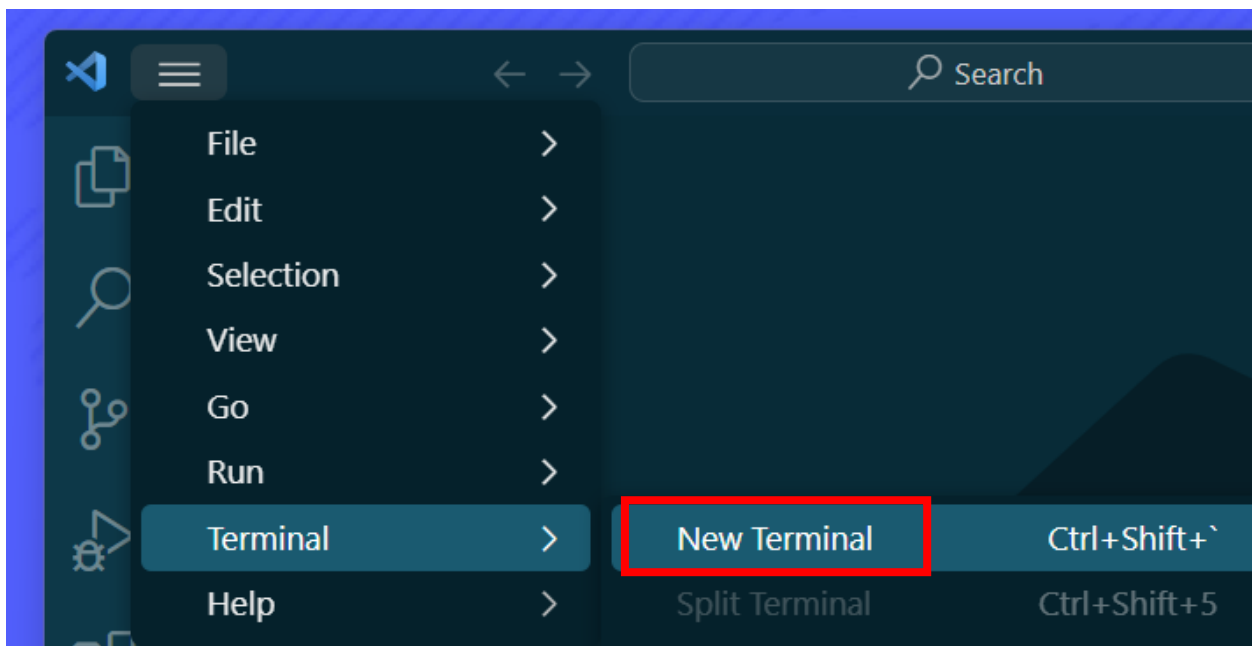 Search
File
Edit
Selection
View
Go
Run
Terminal
New Terminal Ctrl+Shift+`
Help
Split Terminal Ctrl+Shift+5